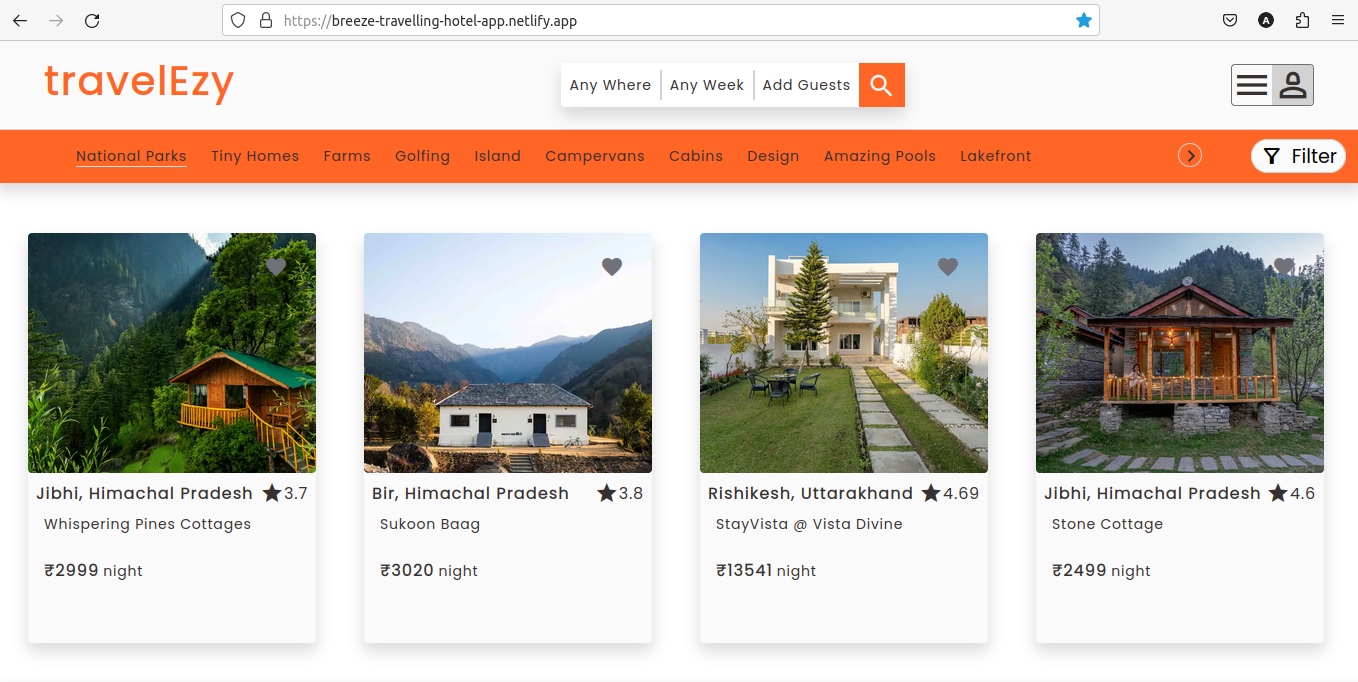 https://breeze-travelling-hotel-app.netlify.app
A
travelEzy
Any Where Any Week Add Guests
National Parks Tiny Homes Farms Golfing Island Campervans Cabins Design Amazing Pools Lakefront Filter
Jibhi, Himachal Pradesh 3.7
Whispering Pines Cottages
₹2999 night
Bir, Himachal Pradesh 3.8
Sukoon Baag
₹3020 night
Rishikesh, Uttarakhand 4.69
StayVista @ Vista Divine
₹13541 night
Jibhi, Himachal Pradesh 4.6
Stone Cottage
₹2499 night